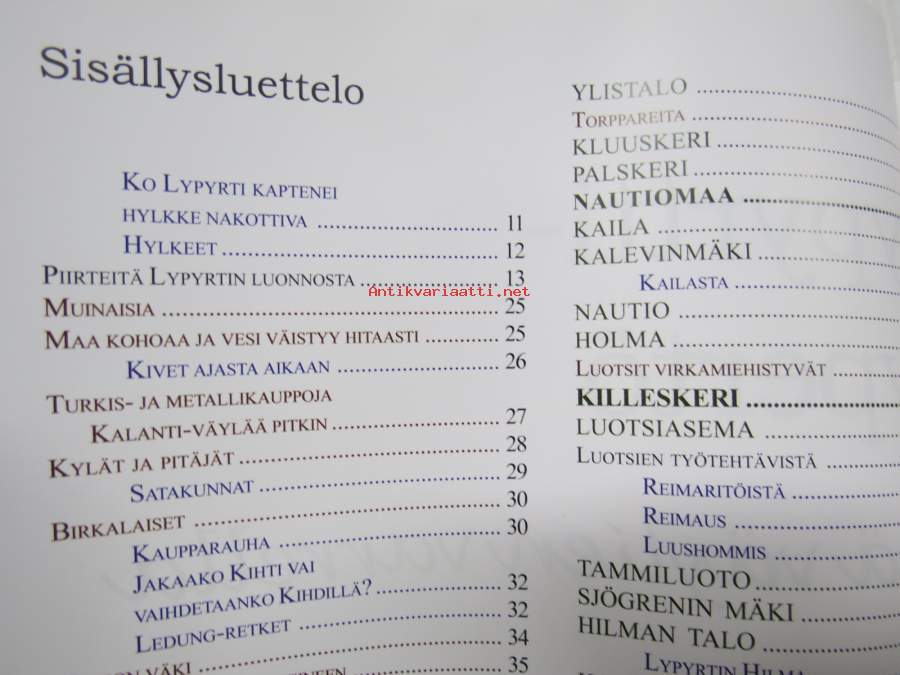 Sisällysluettelo
Ko Lypyrti kaptenei
hylkke nakottiva ........ 11
Hylkeet ........ 12
Piirteitä Lypyrtin luonnosta ........ 13
Muinaisia ........ 25
Maa kohoaa ja vesi väistyy hitaasti ........ 25
Kivet ajasta aikaan ........ 26
Turkis- ja metallikauppoja
Kalanti-väylää pitkin ........ 27
Kylät ja pitäjät ........ 28
Satakunnat ........ 29
Birkalaiset ........ 30
Kaupparauha ........ 30
Jakaako Kihti vai
vaihdetaanko Kihdillä? ........ 32
Ledung-retket ........ 32
väki ........ 34
35
YLISTALO ........
Torppareita ........
KLUUSKERI ........
PALSKERI ........
NAUTIOMAA ........
KAILA ........
KALEVINMÄKI ........
Kailasta ........
NAUTIO ........
HOLMA ........
Luotsit virkamiehistyvät ........
KILLESKERI ........
LUOTSIASEMA ........
Luotsien työtehtävistä ........
Reimaritöistä ........
Reimaus ........
Luushommis ........
TAMMILUOTO ........
SJÖGRENIN MÄKI ........
HILMAN TALO ........
Lypyrtin Hilma
Antikvariaatti.net